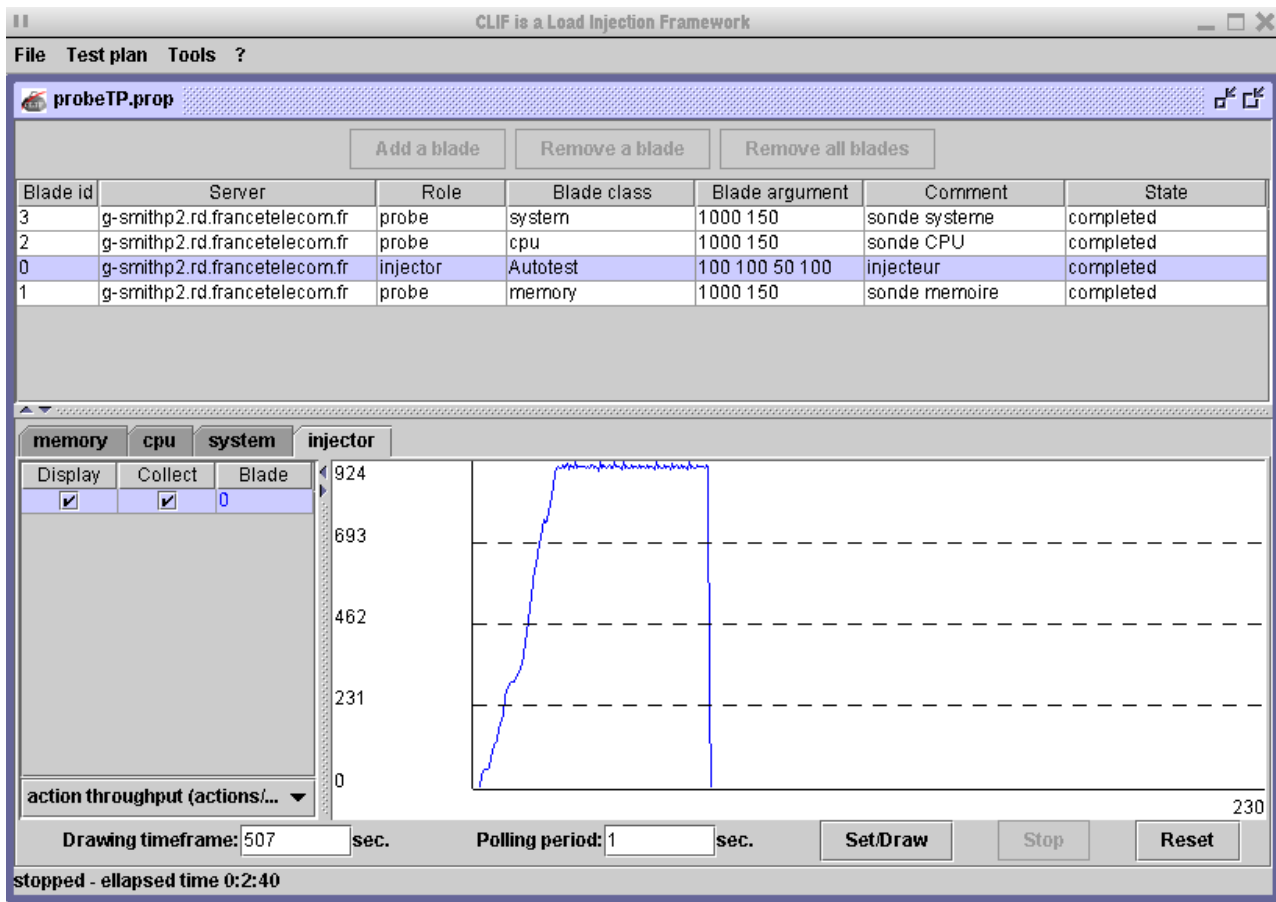 CLIF is a Load Injection Framework
File Test plan Tools ?
probeTP.prop
Add a blade Remove a blade Remove all blades
Blade id Server Role Blade class Blade argument Comment State
3 g-smithp2.rd.francetelecom.fr probe system 1000 150 sonde systeme completed
2 g-smithp2.rd.francetelecom.fr probe cpu 1000 150 sonde CPU completed
0 g-smithp2.rd.francetelecom.fr injector Autotest 100 100 50 100 injecteur completed
1 g-smithp2.rd.francetelecom.fr probe memory 1000 150 sonde memoire completed
memory cpu system injector
Display Collect Blade
0
924
693
462
231
0
action throughput (actions/...
230
Drawing timeframe: 507 sec. Polling period: 1 sec. Set/Draw Stop Reset
stopped - ellapsed time 0:2:40